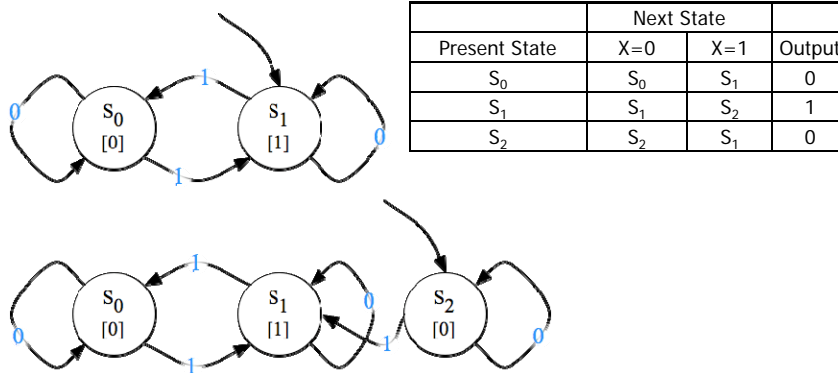 Next State
Present State X=0 X=1 Output
S₀ S₀ S₁ 0
S₁ S₁ S₂ 1
S₂ S₂ S₁ 0
1
0 S₀ S₁ 0
[0] [1]
1
1
S₀ S₁ S₂
0 [0] [1] 0 [0] 0
1 1